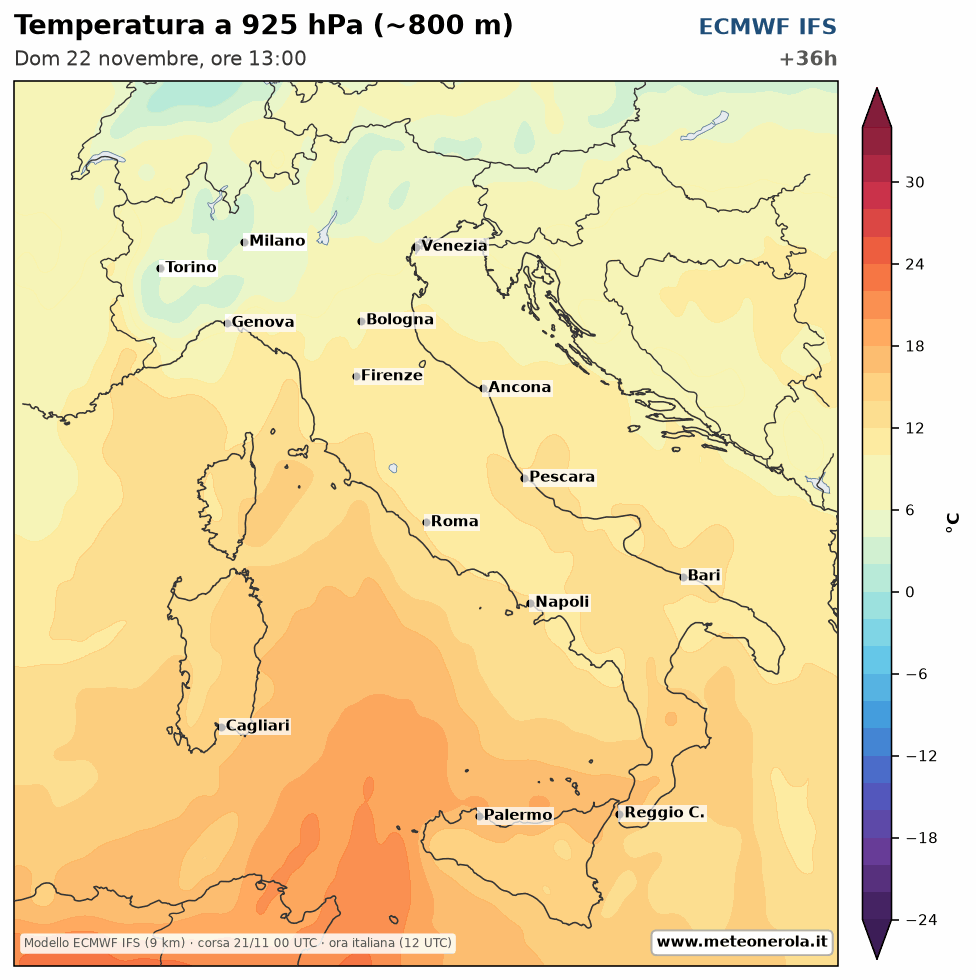 Temperatura a 925 hPa (~800 m)
ECMWF IFS
Dom 22 novembre, ore 13:00
+36h
Milano
Venezia
Torino
Genova
Bologna
Firenze
Ancona
Pescara
Roma
Bari
Napoli
Cagliari
Palermo
Reggio C.
30
24
18
12
6
0
−6
−12
−18
−24
°C
Modello ECMWF IFS (9 km) · corsa 21/11 00 UTC · ora italiana (12 UTC)
www.meteonerola.it